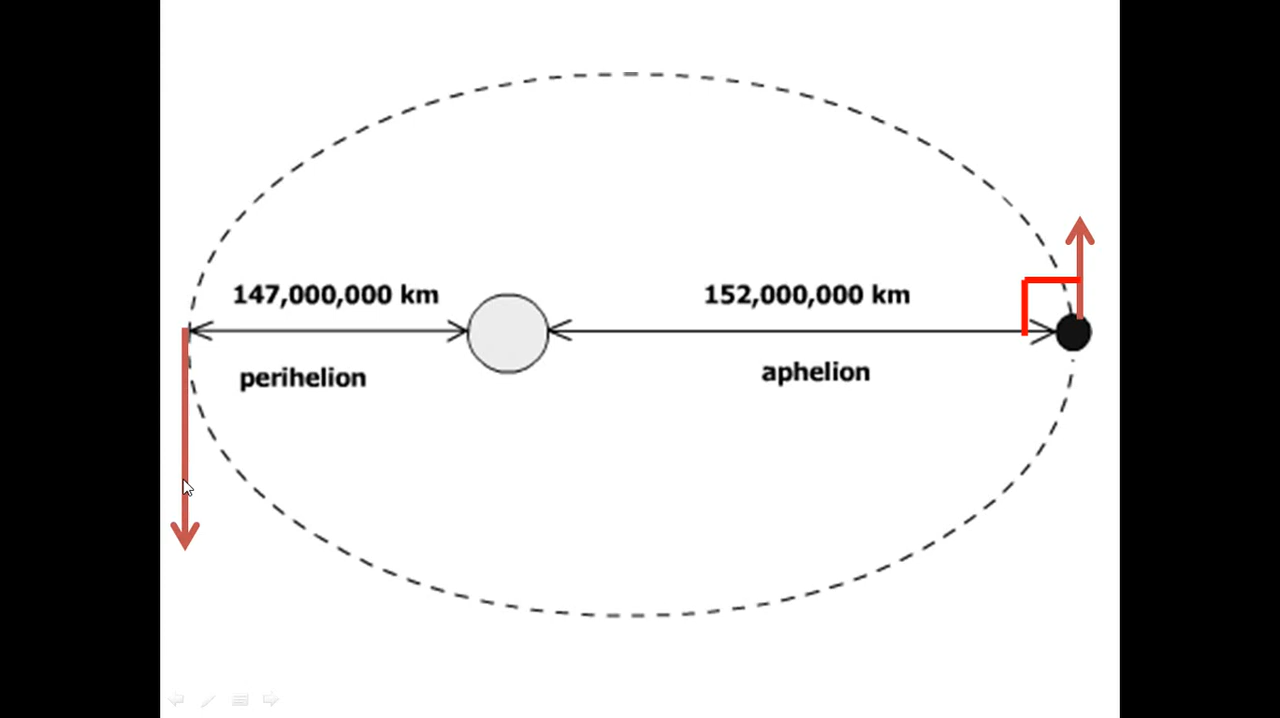 147,000,000 km
152,000,000 km
perihelion
aphelion